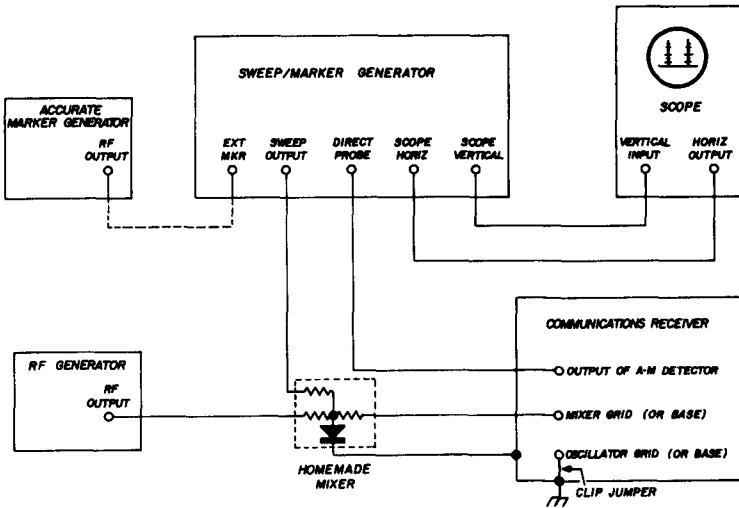 ACCURATE
MARKER GENERATOR
RF
OUTPUT
SWEEP/MARKER GENERATOR
EXT
MKR
SWEEP
OUTPUT
DIRECT
PROBE
SCOPE
HORIZ
SCOPE
VERTICAL
SCOPE
VERTICAL
INPUT
HORIZ
OUTPUT
RF GENERATOR
RF
OUTPUT
HOMEMADE
MIXER
COMMUNICATIONS RECEIVER
OUTPUT OF A-M DETECTOR
MIXER GRID (OR BASE)
OSCILLATOR GRID (OR BASE)
CLIP JUMPER